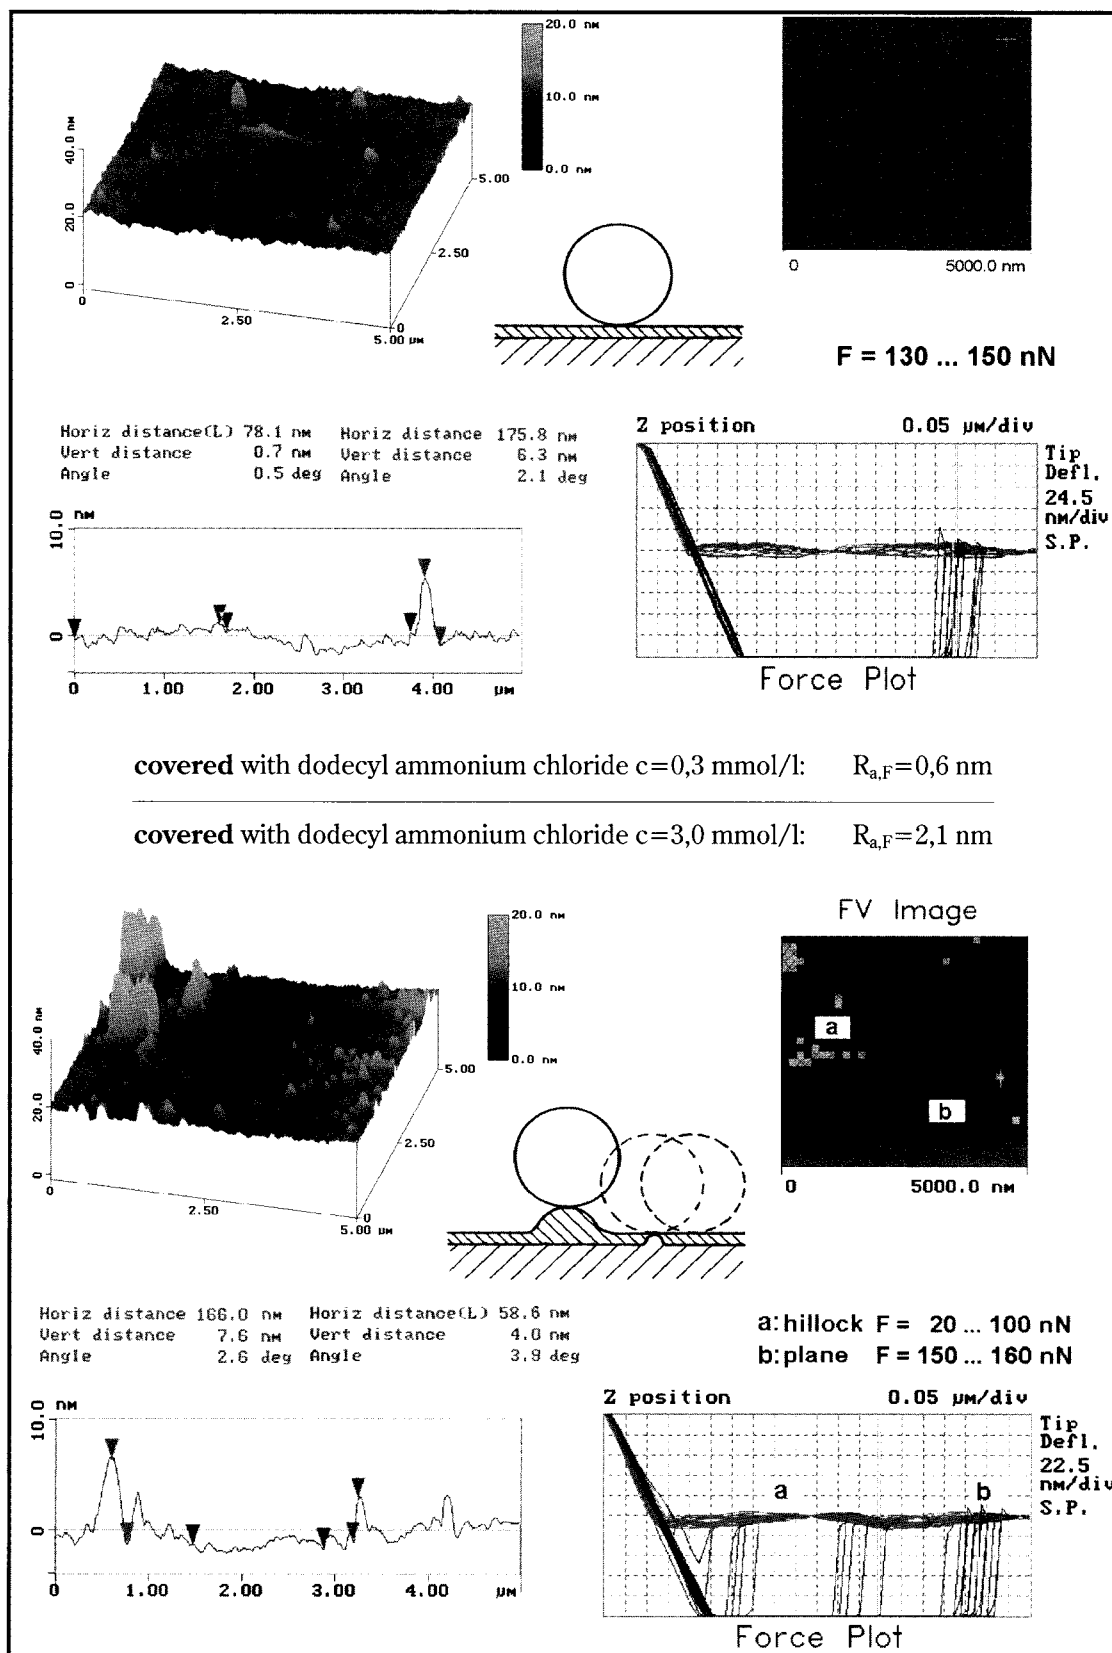 20.0 nm
10.0 nm
0.0 nm
40.0 nm
20.0
0
0
2.50
5.00 µm
0
2.50
5.00
0 5000.0 nm
F = 130 ... 150 nN
Horiz distance(L) 78.1 nm Horiz distance 175.8 nm
Vert distance 0.7 nm Vert distance 6.3 nm
Angle 0.5 deg Angle 2.1 deg
10.0 nm
0
0 1.00 2.00 3.00 4.00 µm
Z position 0.05 µm/div
Tip
Defl.
24.5
nm/div
S.P.
Force Plot
covered with dodecyl ammonium chloride c=0,3 mmol/l: Ra,F=0,6 nm
covered with dodecyl ammonium chloride c=3,0 mmol/l: Ra,F=2,1 nm
20.0 nm
10.0 nm
0.0 nm
40.0 nm
20.0
0
0
2.50
5.00 µm
0
2.50
5.00
FV Image
a
b
0 5000.0 nm
Horiz distance 166.0 nm Horiz distance(L) 58.6 nm
Vert distance 7.6 nm Vert distance 4.0 nm
Angle 2.6 deg Angle 3.9 deg
a: hillock F = 20 ... 100 nN
b: plane F = 150 ... 160 nN
10.0 nm
0
0 1.00 2.00 3.00 µm
Z position 0.05 µm/div
a b
Tip
Defl.
22.5
nm/div
S.P.
Force Plot